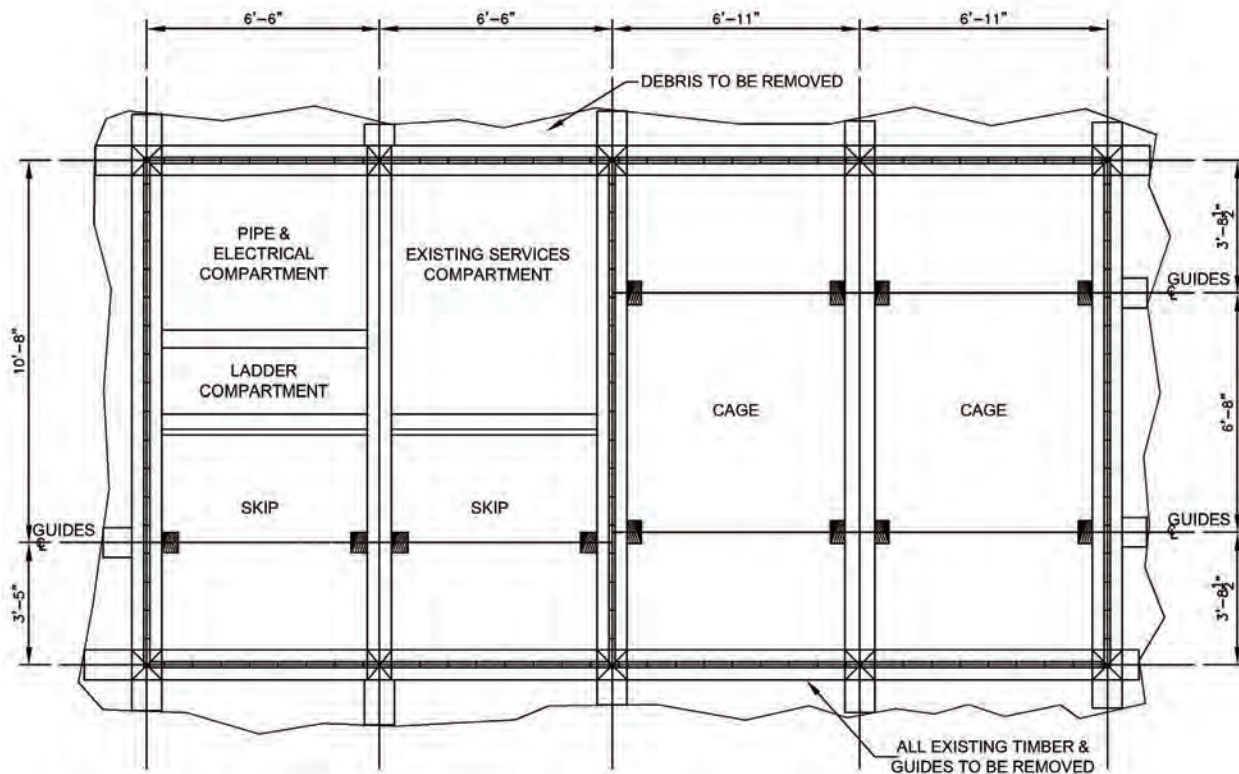 6'-6"
6'-6"
6'-11"
6'-11"
DEBRIS TO BE REMOVED
PIPE &
ELECTRICAL
COMPARTMENT
EXISTING SERVICES
COMPARTMENT
3'-8½"
GUIDES
℄
10'-8"
LADDER
COMPARTMENT
CAGE
CAGE
6'-8"
SKIP
SKIP
GUIDES
℄
GUIDES
℄
3'-5"
3'-8½"
ALL EXISTING TIMBER &
GUIDES TO BE REMOVED